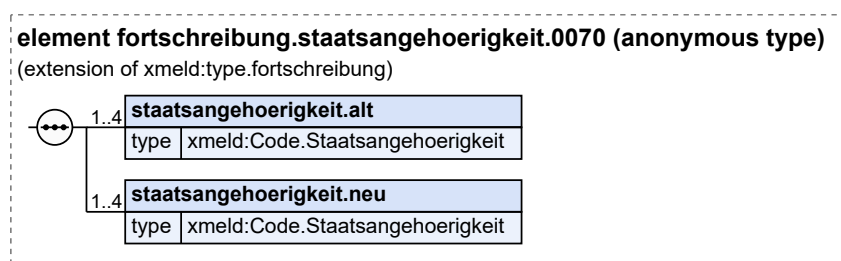 element fortschreibung.staatsangehoerigkeit.0070 (anonymous type)
(extension of xmeld:type.fortschreibung)
1..4 staatsangehoerigkeit.alt
type xmeld:Code.Staatsangehoerigkeit
1..4 staatsangehoerigkeit.neu
type xmeld:Code.Staatsangehoerigkeit